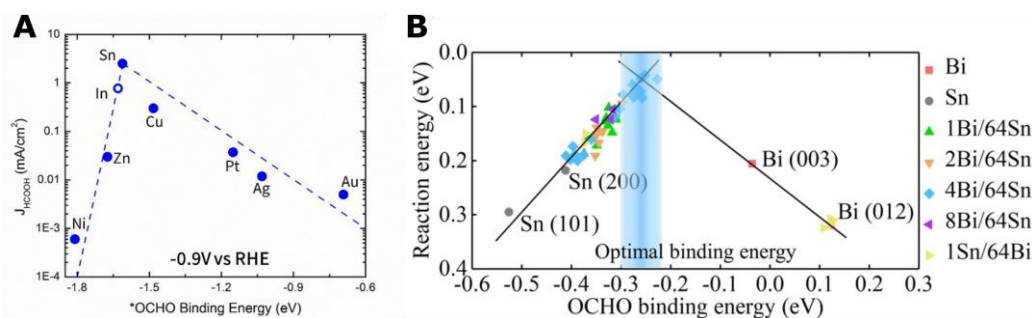 A
J_HCOOH (mA/cm²)
10
1
0.1
0.01
1E-3
1E-4
Sn
In
Cu
Zn
Pt
Ag
Au
Ni
-0.9V vs RHE
-1.8 -1.5 -1.2 -0.9 -0.6
*OCHO Binding Energy (eV)
B
Reaction energy (eV)
0.0
0.1
0.2
0.3
0.4
Sn (200)
Sn (101)
Bi (003)
Bi (012)
Optimal binding energy
-0.6 -0.5 -0.4 -0.3 -0.2 -0.1 0.0 0.1 0.2 0.3
OCHO binding energy (eV)
Bi
Sn
1Bi/64Sn
2Bi/64Sn
4Bi/64Sn
8Bi/64Sn
1Sn/64Bi